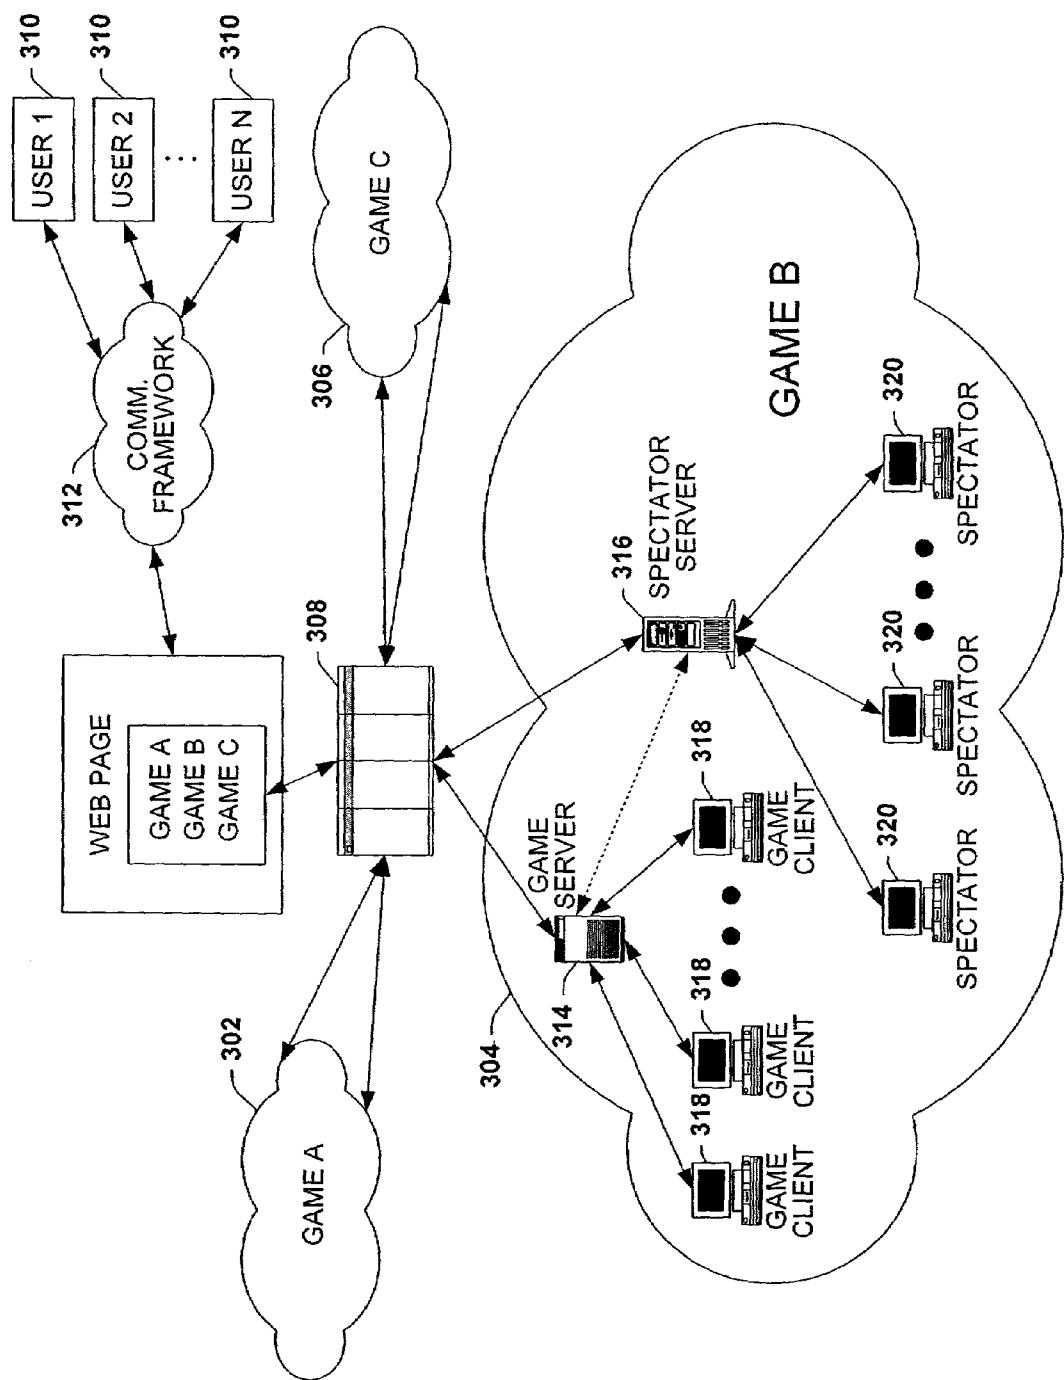 WEB PAGE
GAME A
GAME B
GAME C
312
COMM.
FRAMEWORK
USER 1
310
USER 2
310
USER N
310
302
GAME A
308
306
GAME C
304
GAME
SERVER
314
316
SPECTATOR
SERVER
GAME B
318
GAME
CLIENT
318
GAME
CLIENT
318
GAME
CLIENT
320
SPECTATOR
320
SPECTATOR
320
SPECTATOR